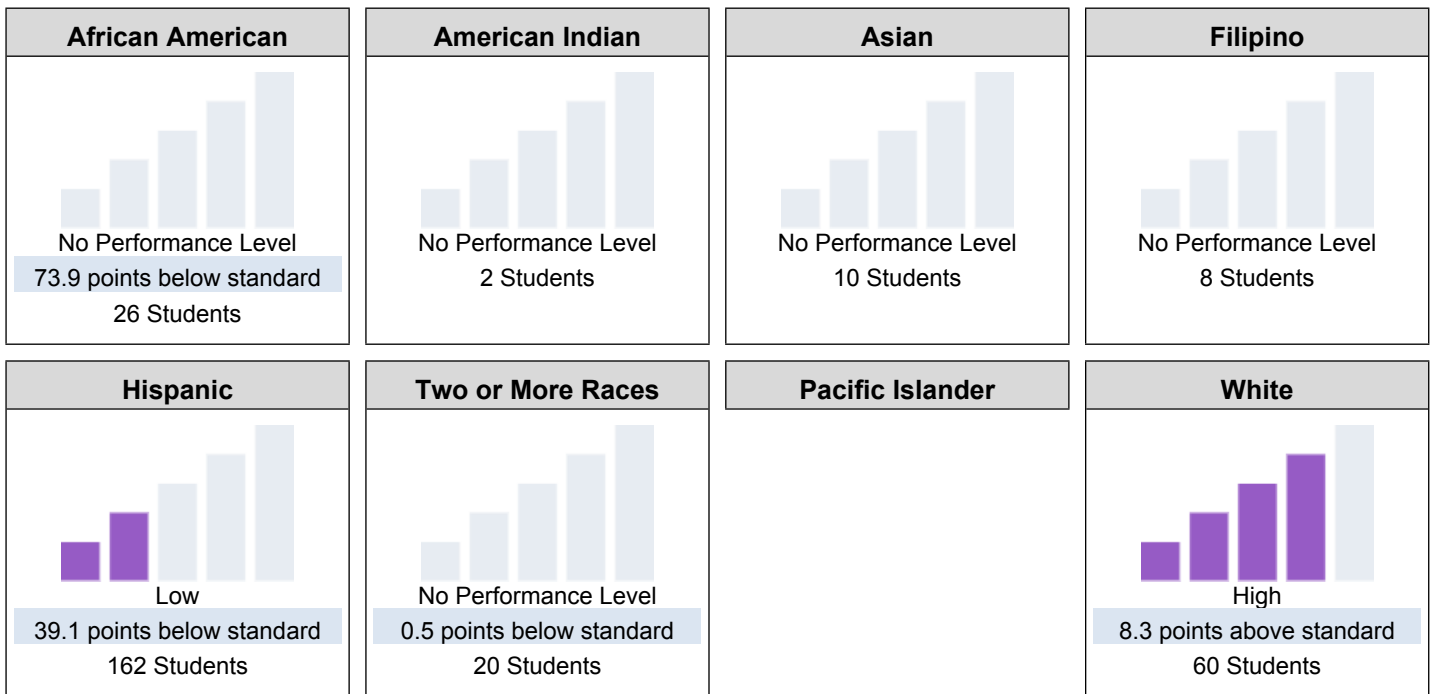 African American
No Performance Level
73.9 points below standard
26 Students
American Indian
No Performance Level
2 Students
Asian
No Performance Level
10 Students
Filipino
No Performance Level
8 Students
Hispanic
Low
39.1 points below standard
162 Students
Two or More Races
No Performance Level
0.5 points below standard
20 Students
Pacific Islander
White
High
8.3 points above standard
60 Students